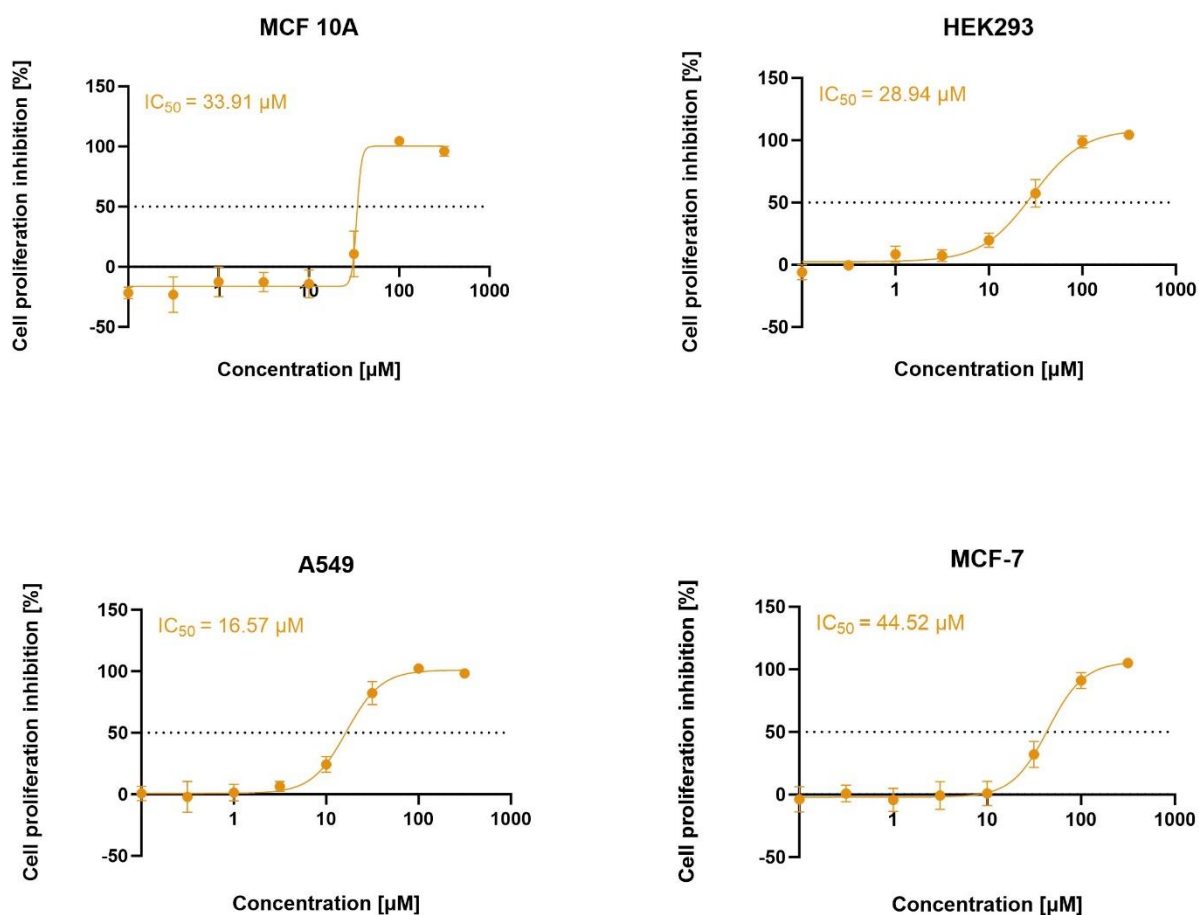 MCF 10A
Cell proliferation inhibition [%]
150
100
50
0
-50
IC₅₀ = 33.91 µM
1
10
100
1000
Concentration [µM]
HEK293
Cell proliferation inhibition [%]
150
100
50
0
-50
IC₅₀ = 28.94 µM
1
10
100
1000
Concentration [µM]
A549
Cell proliferation inhibition [%]
150
100
50
0
-50
IC₅₀ = 16.57 µM
1
10
100
1000
Concentration [µM]
MCF-7
Cell proliferation inhibition [%]
150
100
50
0
-50
IC₅₀ = 44.52 µM
1
10
100
1000
Concentration [µM]